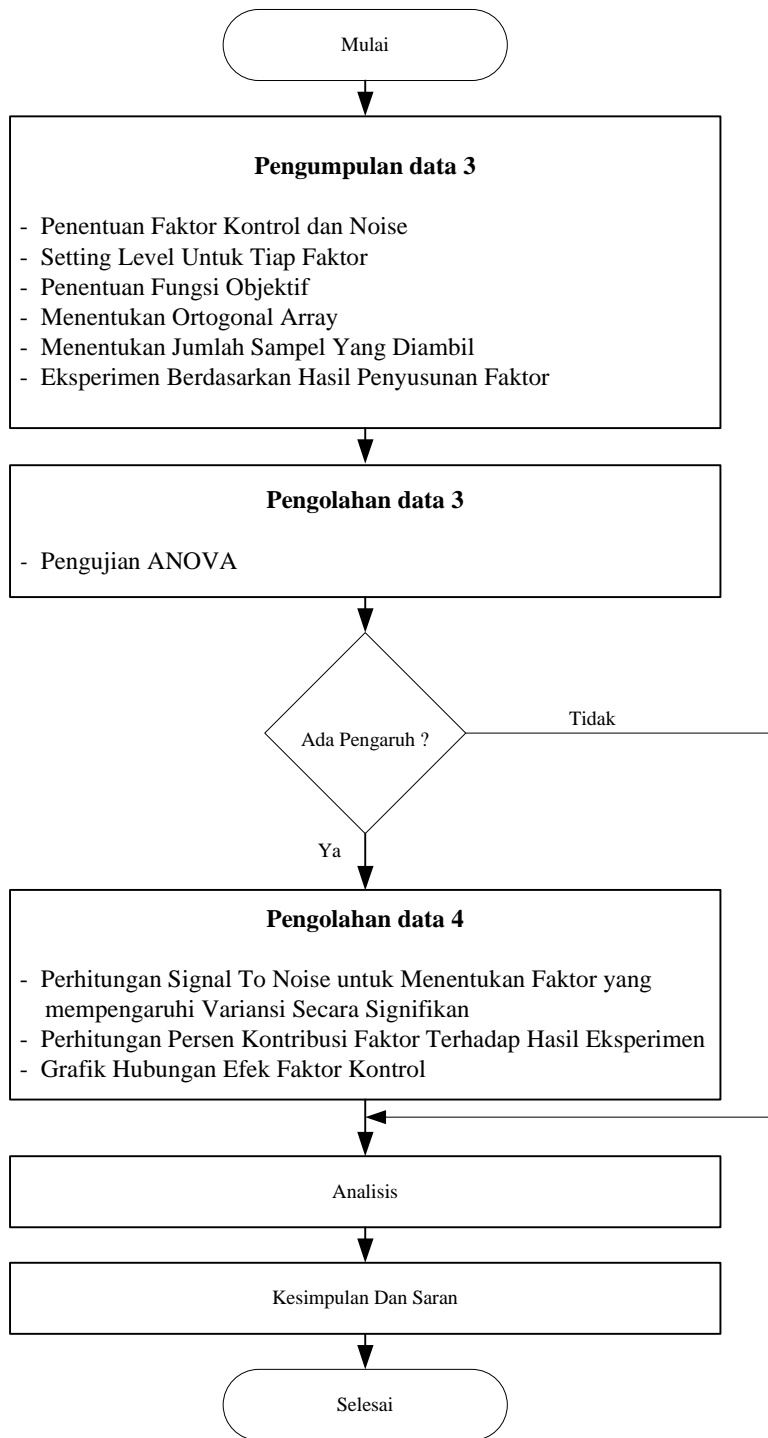 Mulai
Pengumpulan data 3
- Penentuan Faktor Kontrol dan Noise
- Setting Level Untuk Tiap Faktor
- Penentuan Fungsi Objektif
- Menentukan Ortogonal Array
- Menentukan Jumlah Sampel Yang Diambil
- Eksperimen Berdasarkan Hasil Penyusunan Faktor
Pengolahan data 3
- Pengujian ANOVA
Ada Pengaruh ?
Tidak
Ya
Pengolahan data 4
- Perhitungan Signal To Noise untuk Menentukan Faktor yang
mempengaruhi Variansi Secara Signifikan
- Perhitungan Persen Kontribusi Faktor Terhadap Hasil Eksperimen
- Grafik Hubungan Efek Faktor Kontrol
Analisis
Kesimpulan Dan Saran
Selesai